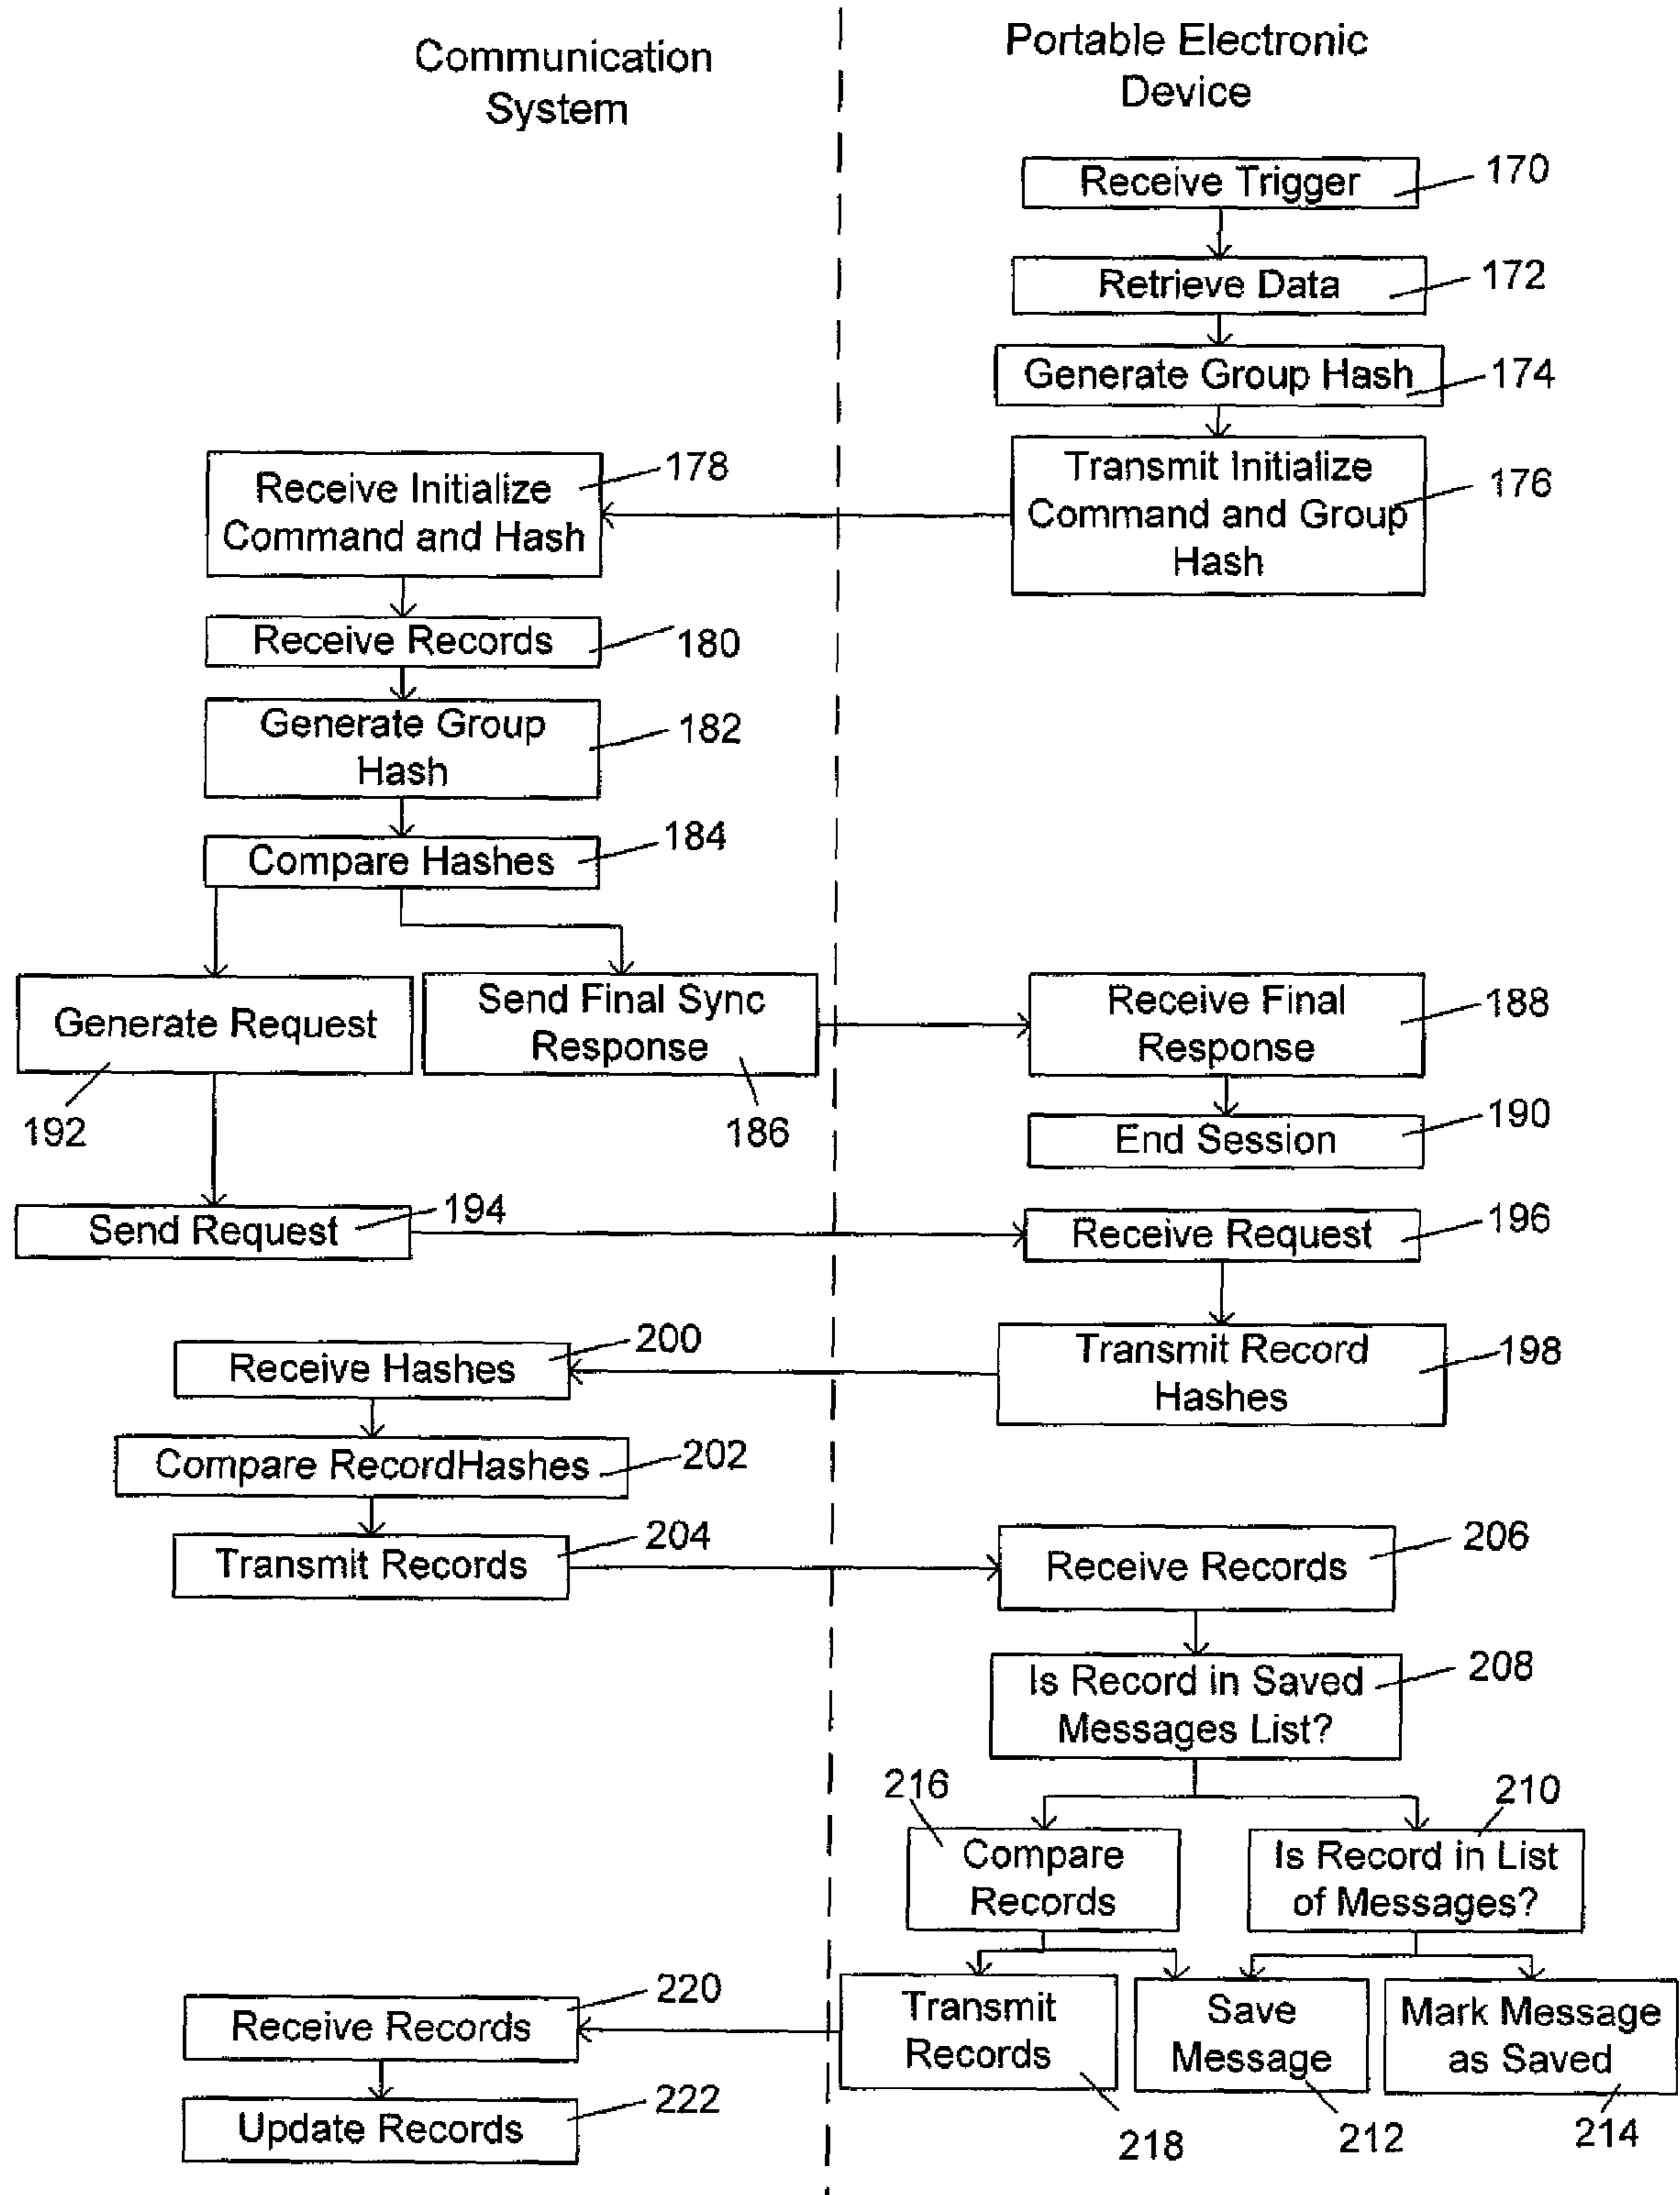 Communication
System
Portable Electronic
Device
Receive Trigger
170
Retrieve Data
172
Generate Group Hash
174
Transmit Initialize
Command and Group
Hash
176
Receive Initialize
Command and Hash
178
Receive Records
180
Generate Group
Hash
182
Compare Hashes
184
Generate Request
192
Send Final Sync
Response
186
Receive Final
Response
188
End Session
190
Send Request
194
Receive Request
196
Transmit Record
Hashes
198
Receive Hashes
200
Compare RecordHashes
202
Transmit Records
204
Receive Records
206
Is Record in Saved
Messages List?
208
216
Compare
Records
210
Is Record in List
of Messages?
Transmit
Records
218
Save
Message
212
Mark Message
as Saved
214
Receive Records
220
Update Records
222